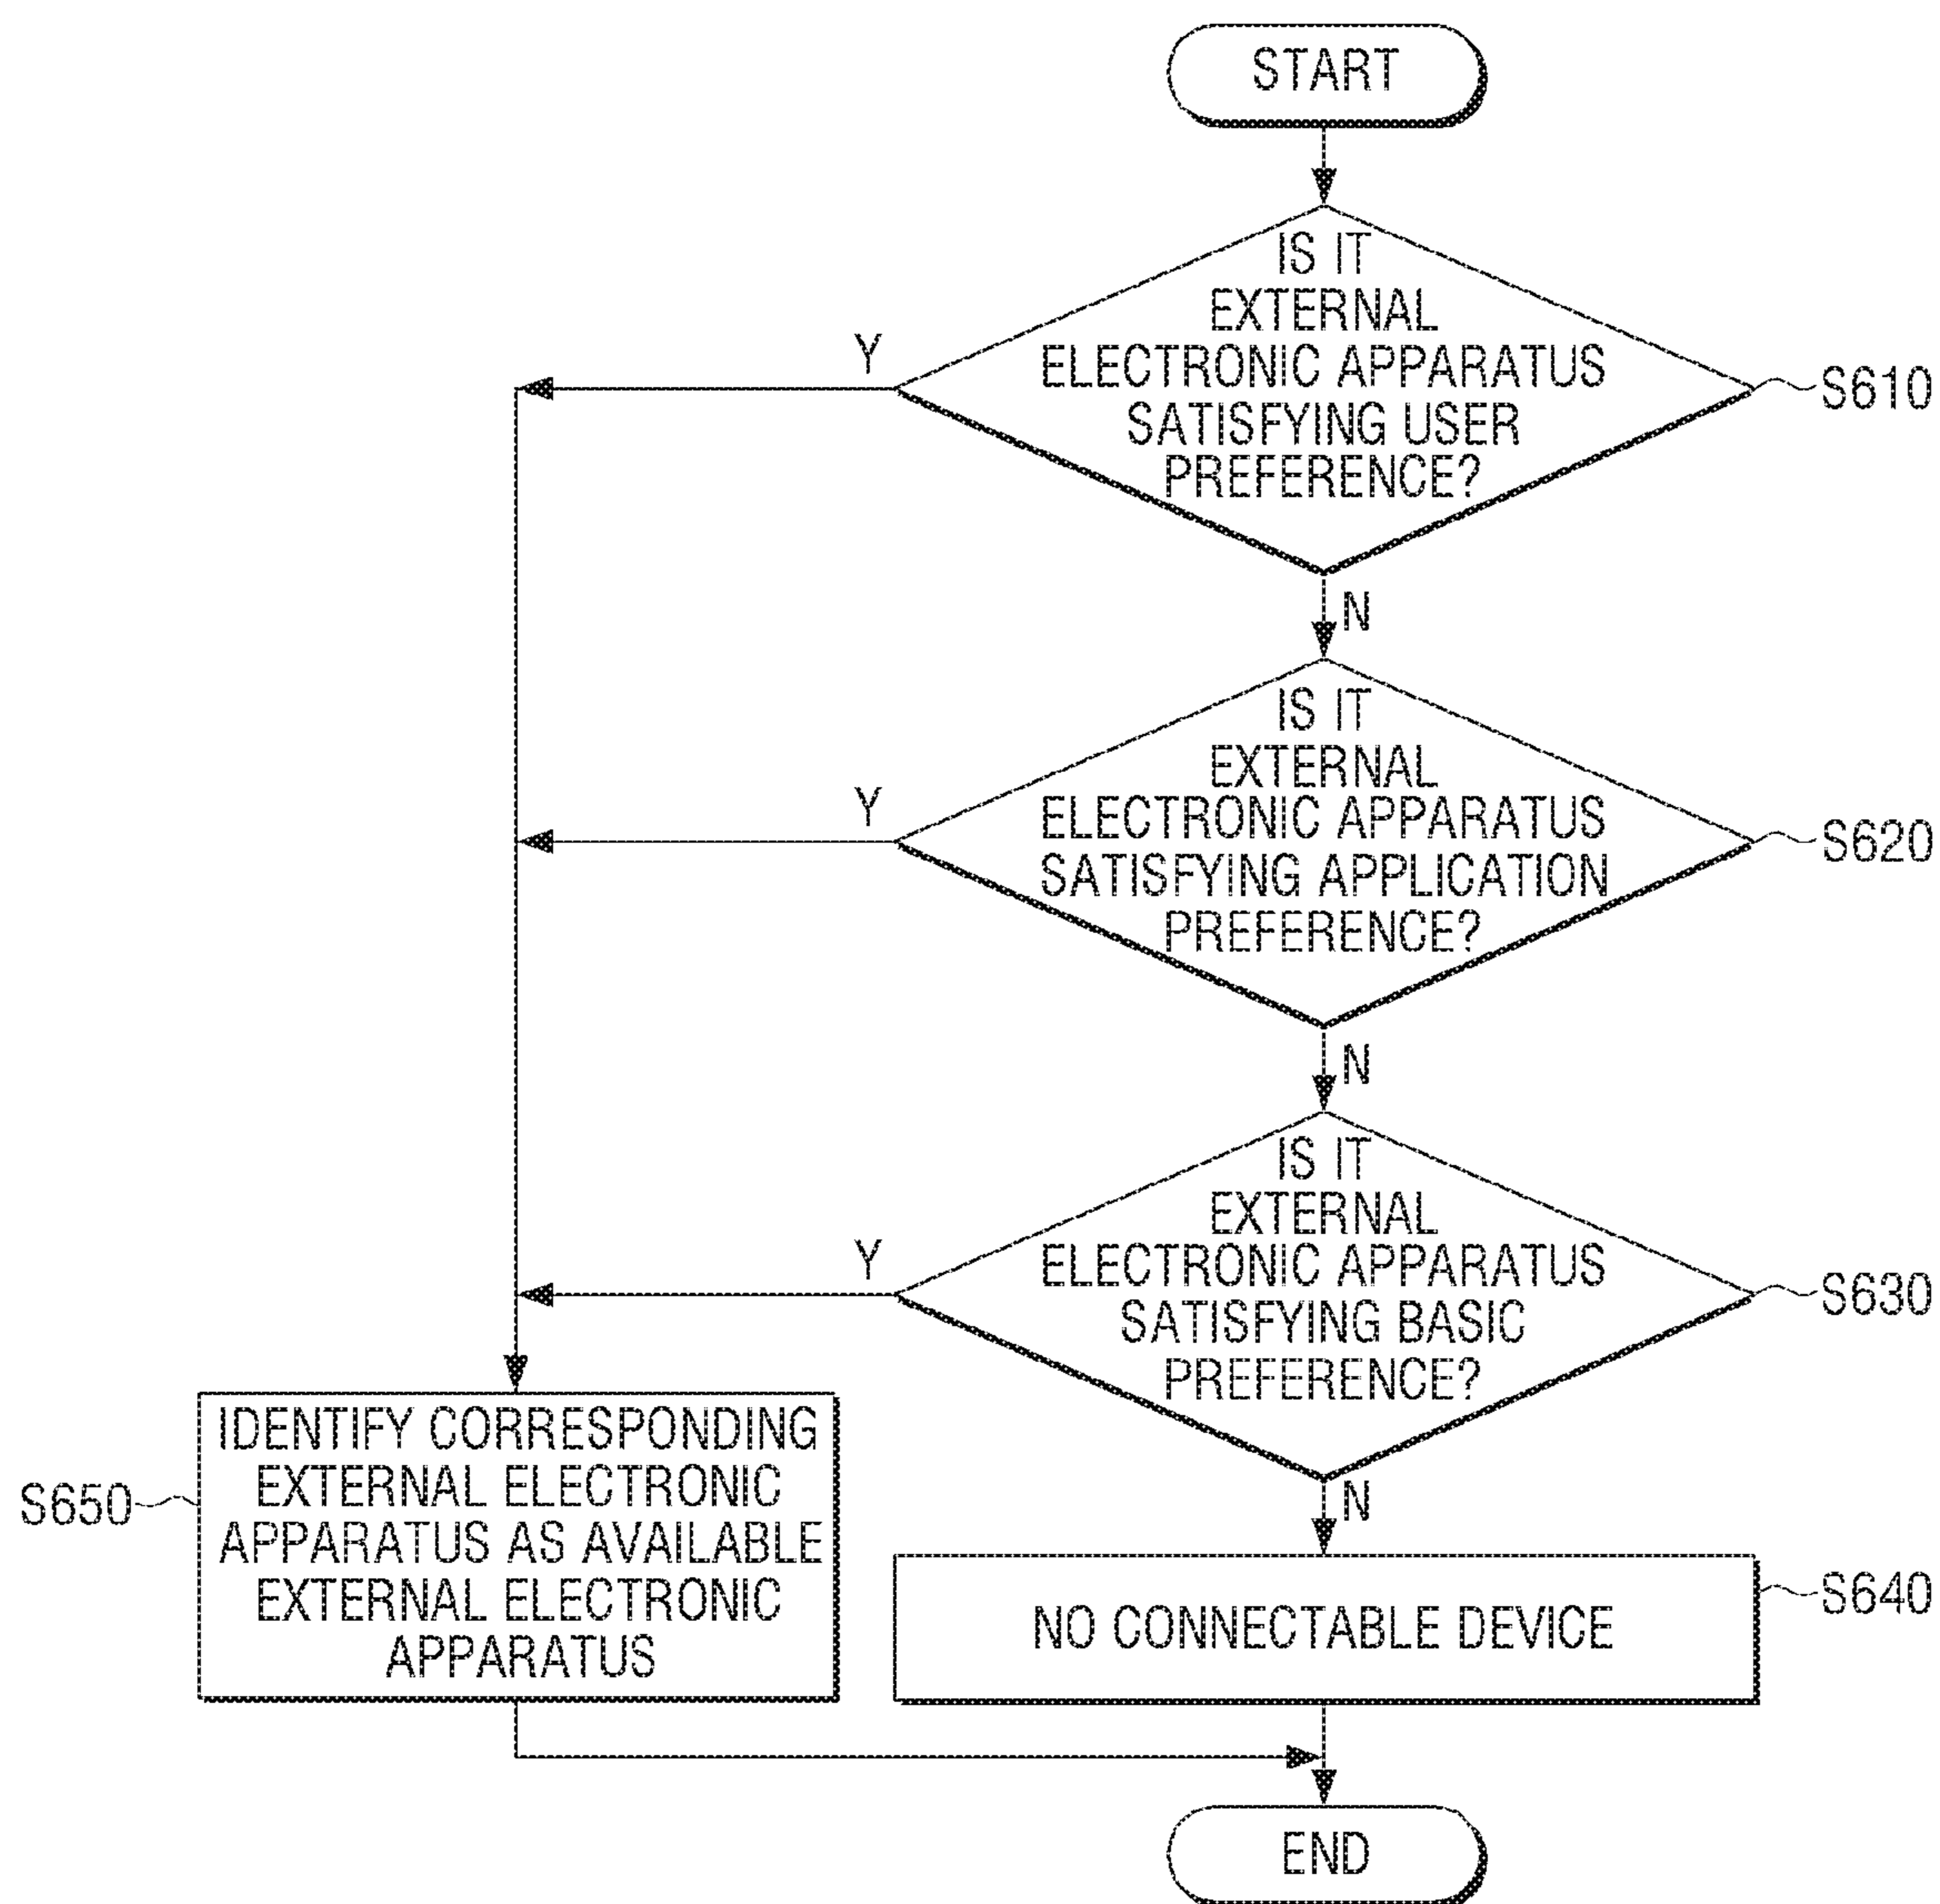 START
IS IT
EXTERNAL
ELECTRONIC APPARATUS
SATISFYING USER
PREFERENCE?
Y
S610
N
IS IT
EXTERNAL
ELECTRONIC APPARATUS
SATISFYING APPLICATION
PREFERENCE?
Y
S620
N
IS IT
EXTERNAL
ELECTRONIC APPARATUS
SATISFYING BASIC
PREFERENCE?
Y
S630
N
IDENTIFY CORRESPONDING
EXTERNAL ELECTRONIC
APPARATUS AS AVAILABLE
EXTERNAL ELECTRONIC
APPARATUS
S650
NO CONNECTABLE DEVICE
S640
END